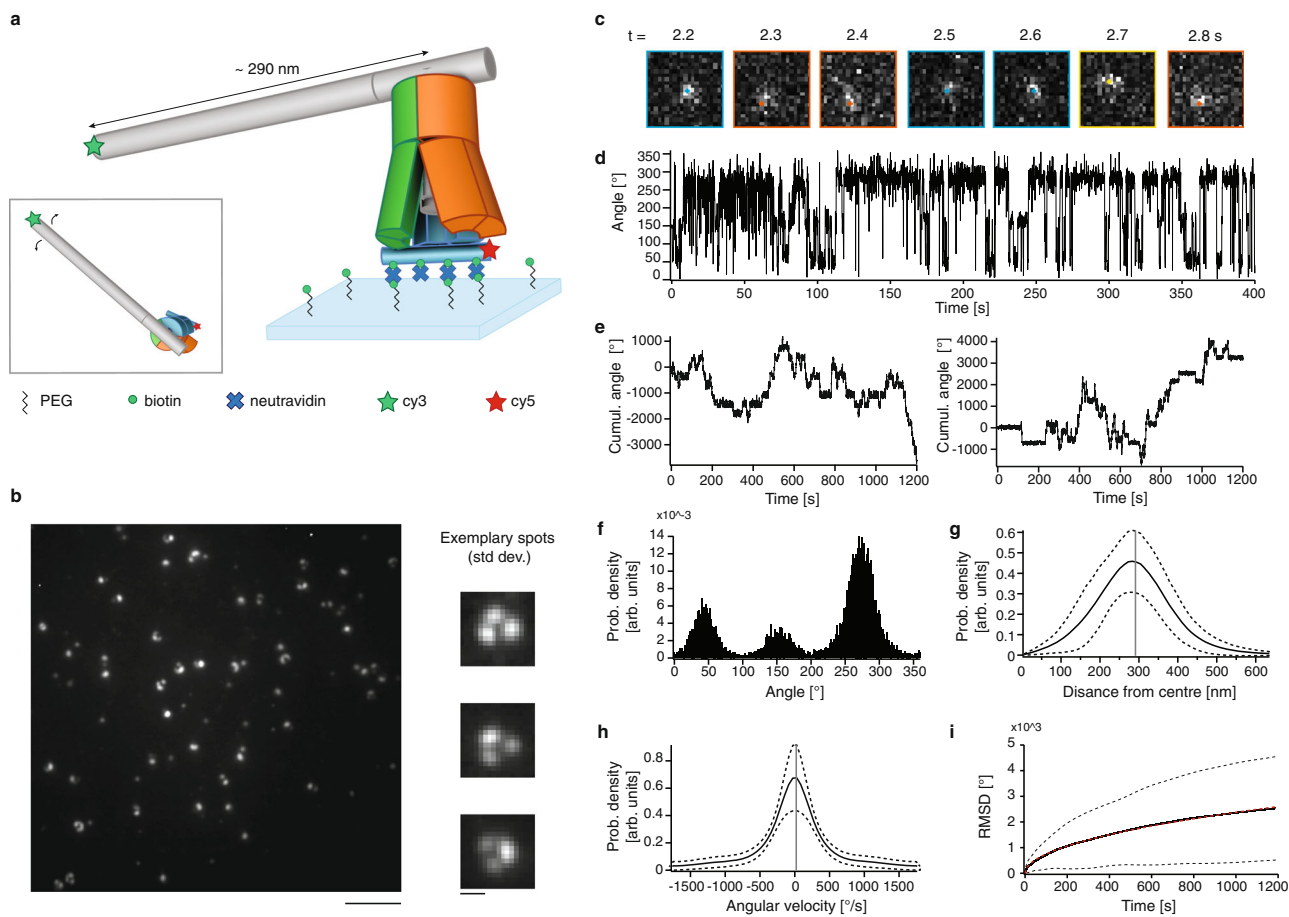 a
~ 290 nm
PEG
biotin
neutravidin
cy3
cy5
b
Exemplary spots
(std dev.)
c
t =
2.2
2.3
2.4
2.5
2.6
2.7
2.8 s
d
Angle [°]
350
300
250
200
150
100
50
0
0
50
100
150
200
250
300
350
400
Time [s]
e
Cumul. angle [°]
1000
0
-1000
-2000
-3000
0
200
400
600
800
1000
1200
Time [s]
Cumul. angle [°]
4000
3000
2000
1000
0
-1000
0
200
400
600
800
1000
1200
Time [s]
f
x10^-3
Prob. density
[arb. units]
14
12
10
8
6
4
2
0
0
50
100
150
200
250
300
350
Angle [°]
g
Prob. density
[arb. units]
0.6
0.5
0.4
0.3
0.2
0.1
0
0
100
200
300
400
500
600
Disance from centre [nm]
h
Prob. density
[arb. units]
0.8
0.6
0.4
0.2
0
-1500
-1000
-500
0
500
1000
1500
Angular velocity [°/s]
i
x10^3
RMSD [°]
5
4
3
2
1
0
0
200
400
600
800
1000
1200
Time [s]